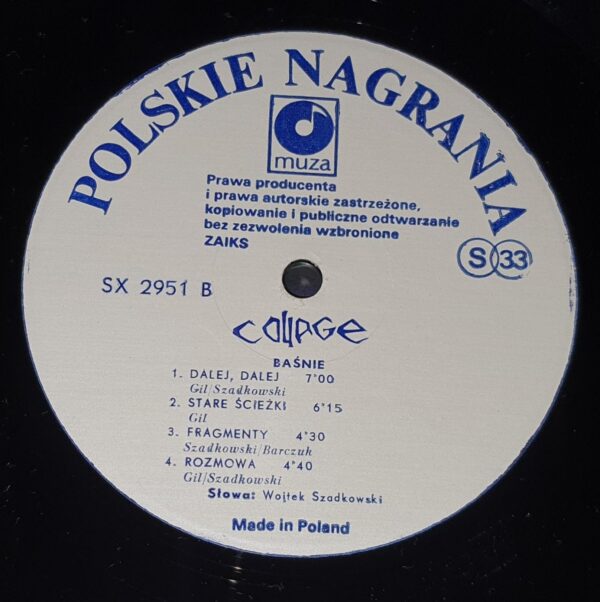 POLSKIE NAGRANIA
muza
Prawa producenta
i prawa autorskie zastrzeżone,
kopiowanie i publiczne odtwarzanie
bez zezwolenia wzbronione
ZAIKS
S 33
SX 2951 B
COLLAGE
BAŚNIE
1. DALEJ, DALEJ 7"00
Gil/Szadkowski
2. STARE ŚCIEŻKI 6"15
Gil
3. FRAGMENTY 4"30
Szadkowski/Barczuk
4. ROZMOWA 4"40
Gil/Szadkowski
Słowa: Wojtek Szadkowski
Made in Poland